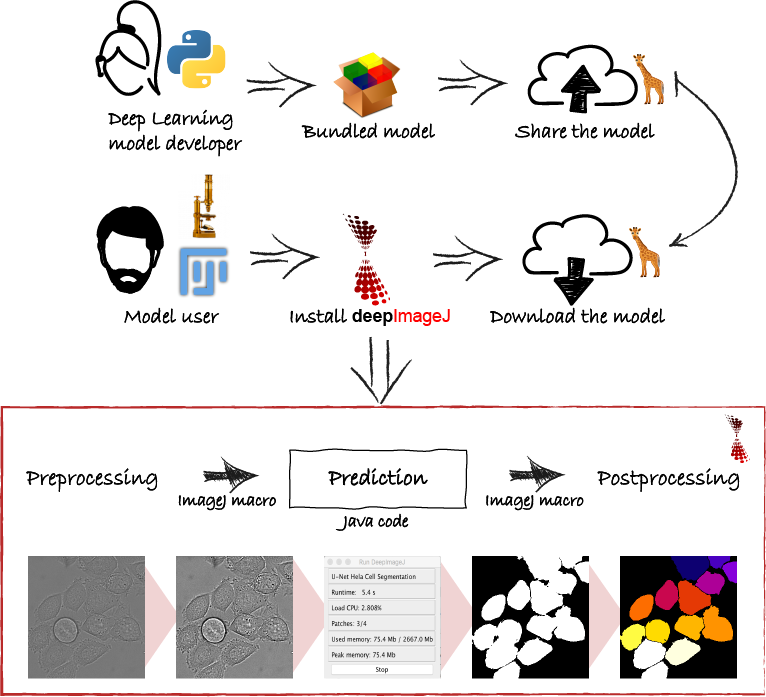 Deep Learning
model developer
Bundled model
Share the model
Model user
Install deepImageJ
Download the model
Preprocessing
ImageJ macro
Prediction
Java code
ImageJ macro
Postprocessing
Run DeepImageJ
U-Net Hela Cell Segmentation
Runtime: 5.4 s
Load CPU: 2.808%
Patches: 3/4
Used memory: 75.4 Mb / 2667.0 Mb
Peak memory: 75.4 Mb
Stop